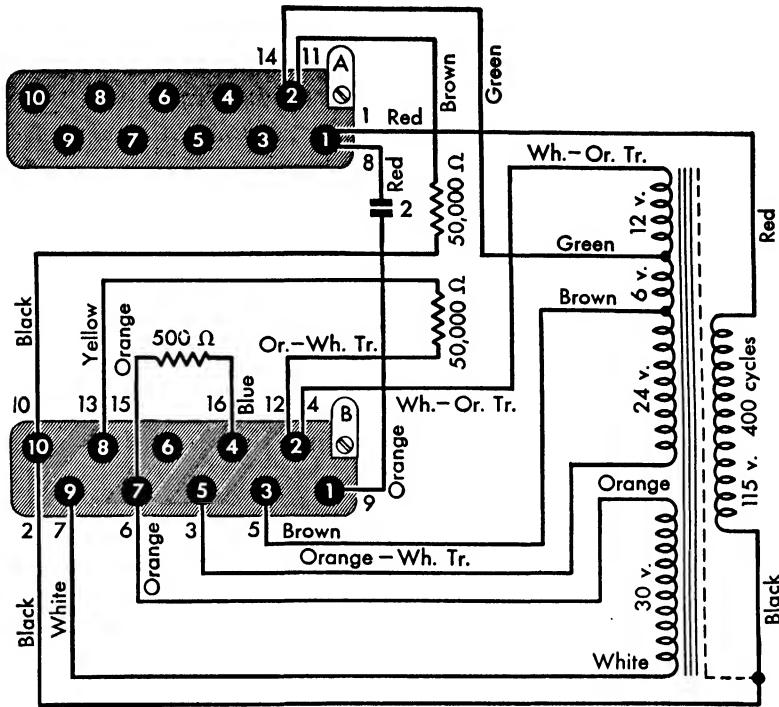 14 11 A
10 8 6 4 2
Brown
Green
1 Red
9 7 5 3 1
8
Red
2
50,000 Ω
Wh.–Or. Tr.
12 v.
Green
6 v.
Brown
Red
Black
Yellow
Orange
500 Ω
Or.–Wh. Tr.
50,000 Ω
24 v.
115 v. 400 cycles
10 13 15 16 Blue 12 4
Wh.–Or. Tr.
B
10 8 6 4 2
Orange
9 7 5 3 1
9
Orange
2 7 6 3 5 Brown
Orange – Wh. Tr.
Black
White
Orange
30 v.
Black
White